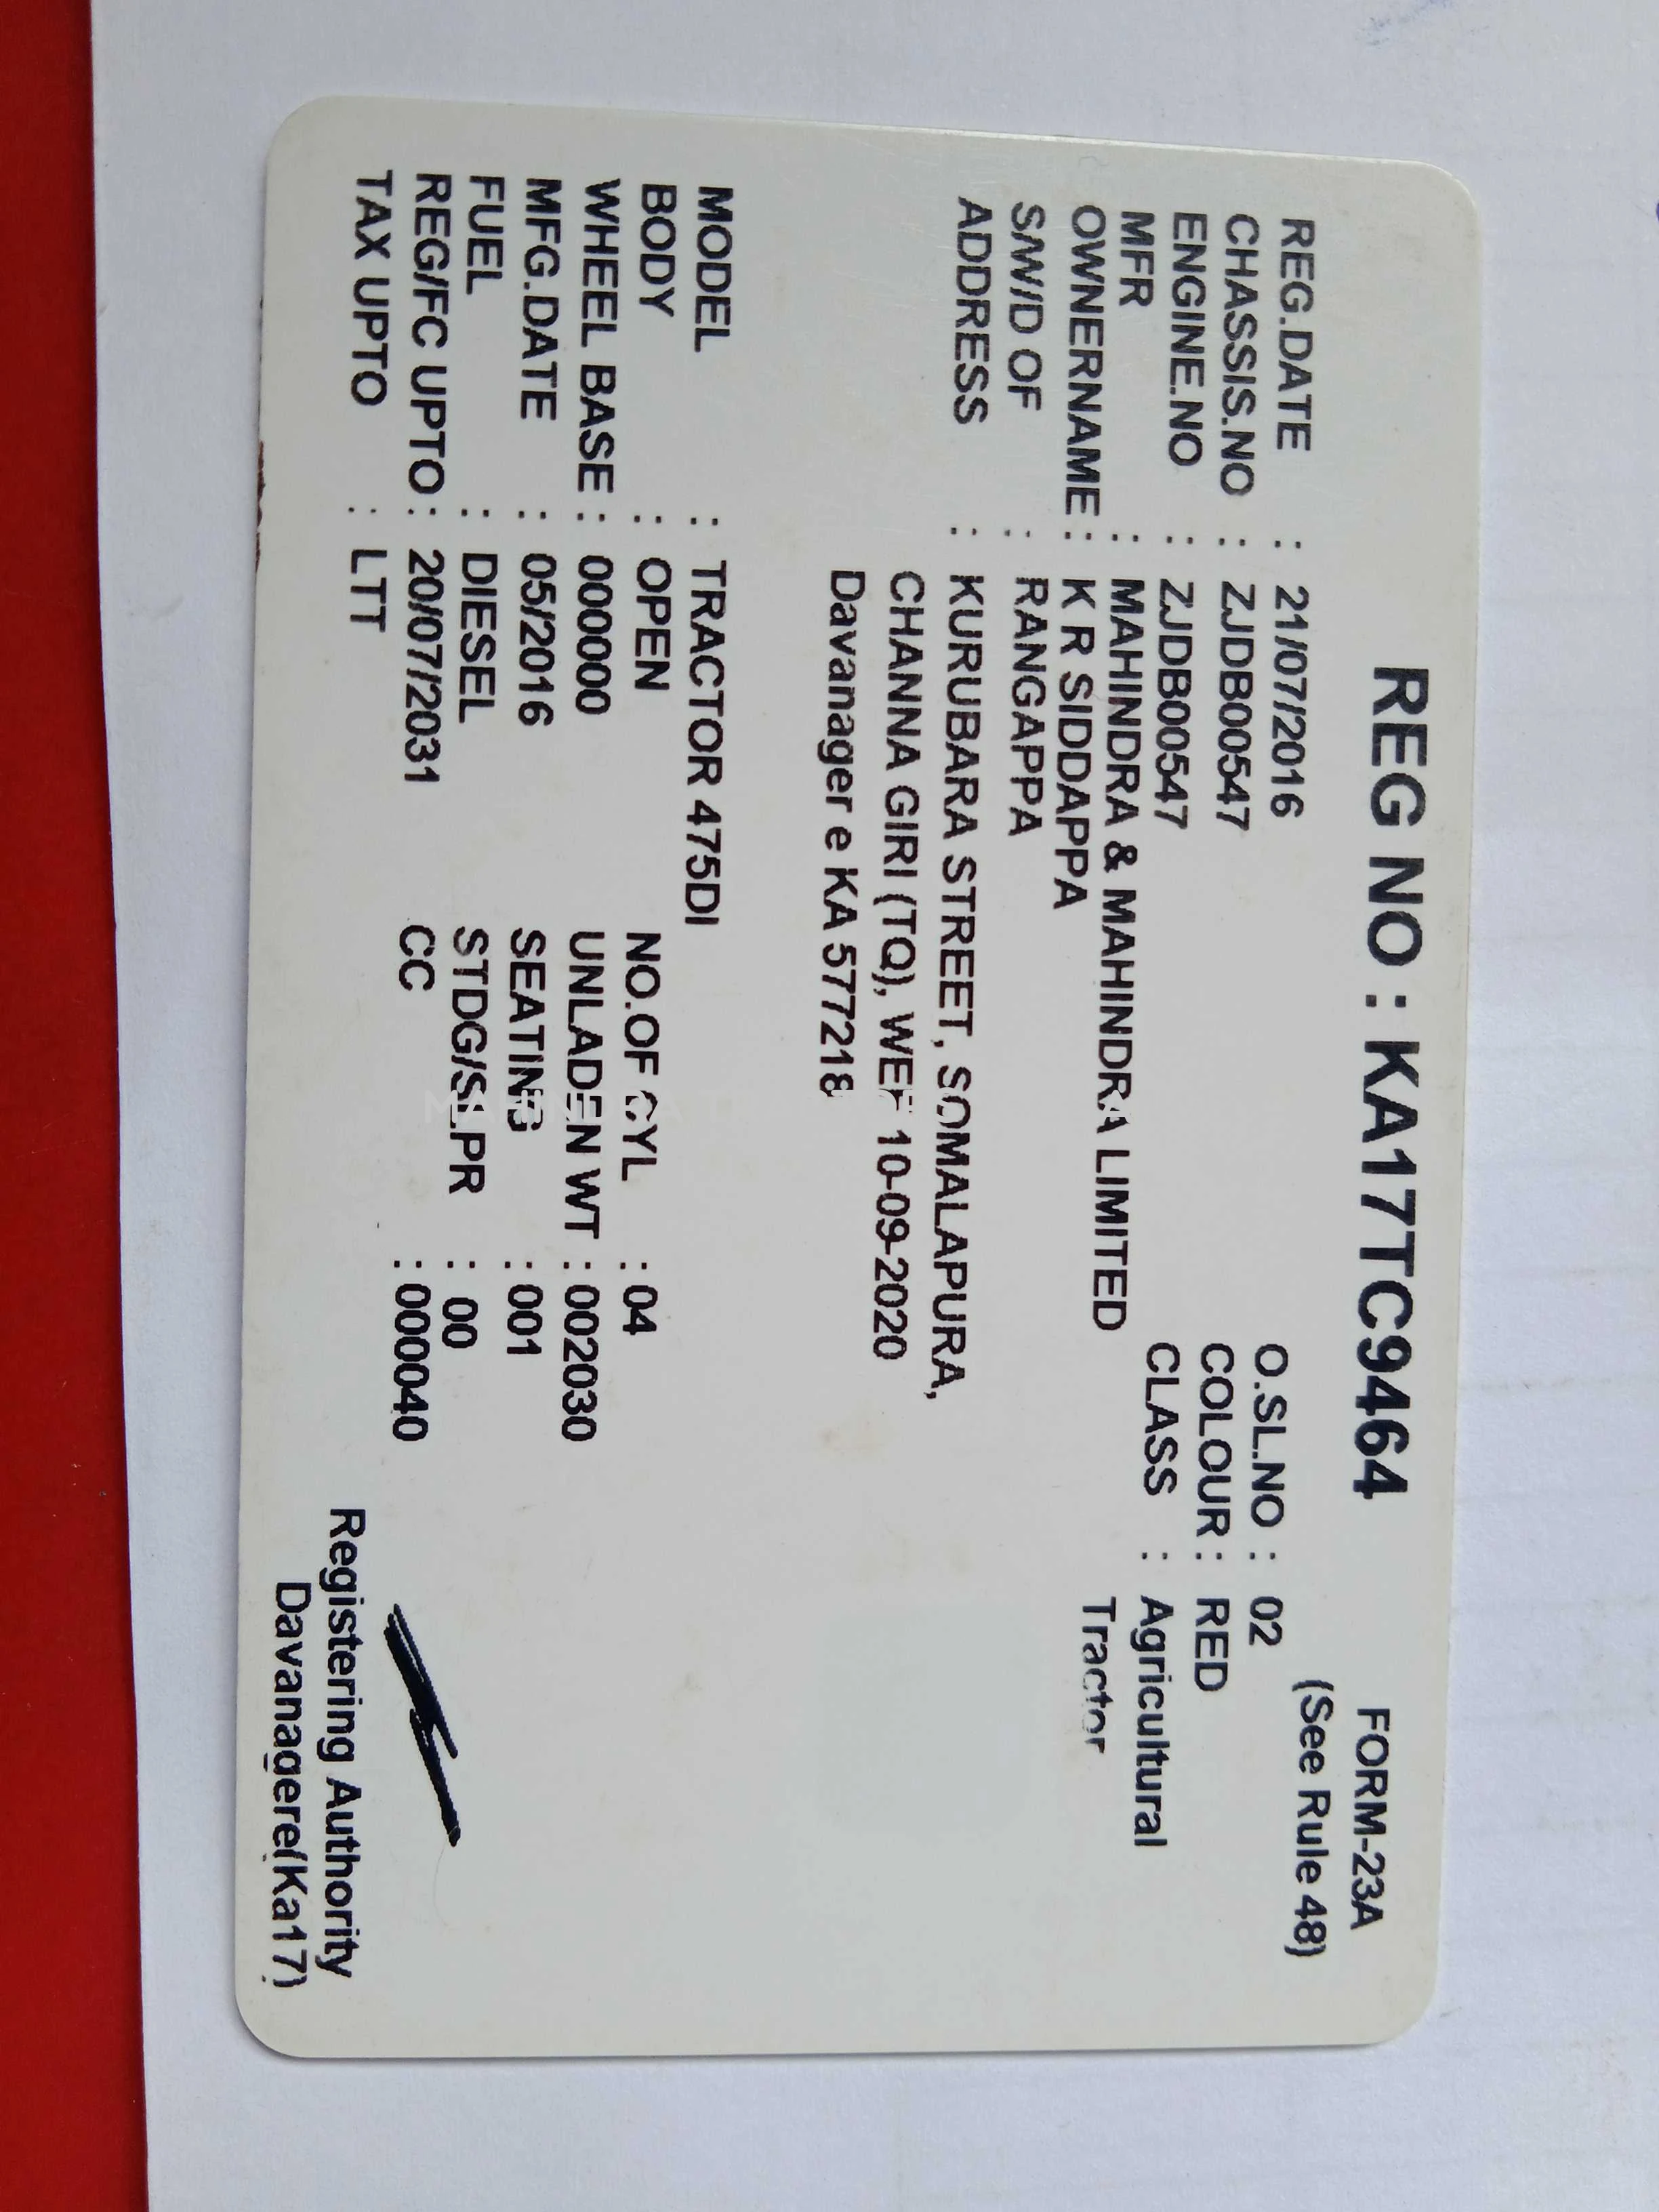 REG NO : KA17TC9464
FORM-23A
(See Rule 48)
REG.DATE : 21/07/2016 O.SL.NO : 02
CHASSIS.NO : ZJDB00547 COLOUR : RED
ENGINE.NO : ZJDB00547 CLASS : Agricultural
Tractor
MFR : MAHINDRA & MAHINDRA LIMITED
OWNERNAME : K R SIDDAPPA
S/W/D OF : RANGAPPA
ADDRESS : KURUBARA STREET, SOMALAPURA,
CHANNA GIRI (TQ), WEF 10-09-2020
Davanager e KA 577218
MODEL : TRACTOR 475DI
BODY : OPEN NO.OF CYL : 04
WHEEL BASE : 000000 UNLADEN WT : 002030
MFG.DATE : 05/2016 SEATING : 001
FUEL : DIESEL STDG/SLPR : 00
REG/FC UPTO : 20/07/2031 CC : 000040
TAX UPTO : LTT
Registering Authority
Davanagere(Ka17)